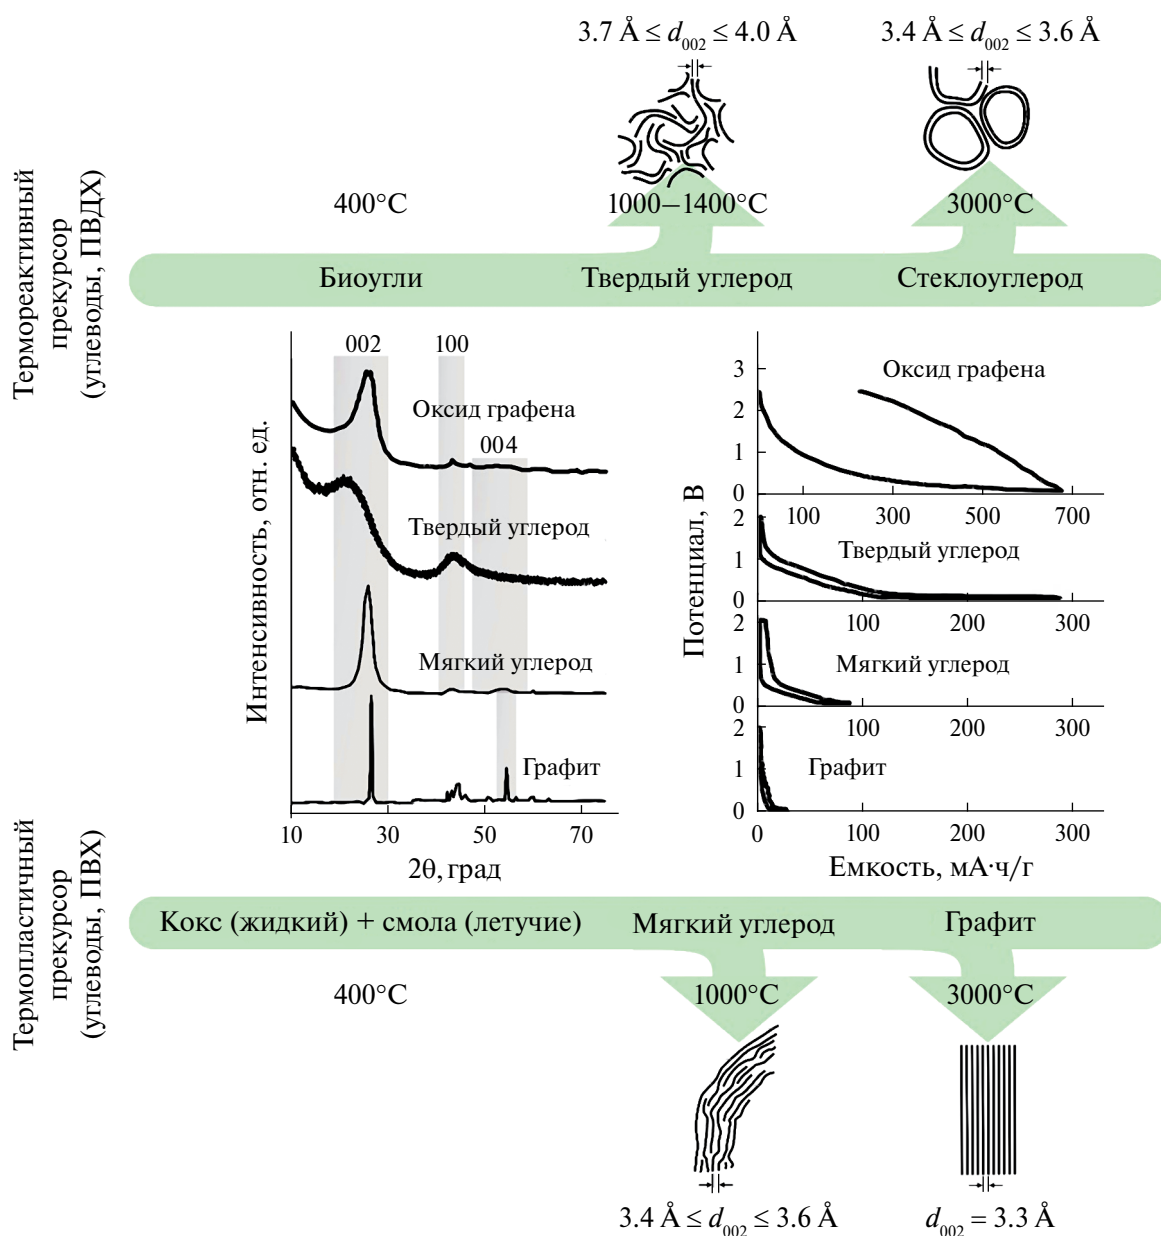 3.7 Å ≤ d002 ≤ 4.0 Å
3.4 Å ≤ d002 ≤ 3.6 Å
Термореактивный
прекурсор
(углеводы, ПВДХ)
400°C
1000–1400°C
3000°C
Биоугли
Твердый углерод
Стеклоуглерод
002
100
Оксид графена
004
Твердый углерод
Мягкий углерод
Графит
Интенсивность, отн. ед.
10
30
50
70
2θ, град
Потенциал, В
3
2
1
0
Оксид графена
100
300
500
700
2
1
0
Твердый углерод
100
200
300
2
1
0
Мягкий углерод
100
200
300
2
1
0
Графит
0
100
200
300
Емкость, мА·ч/г
Термопластичный
прекурсор
(углеводы, ПВХ)
Кокс (жидкий) + смола (летучие)
Мягкий углерод
Графит
400°C
1000°C
3000°C
3.4 Å ≤ d002 ≤ 3.6 Å
d002 = 3.3 Å